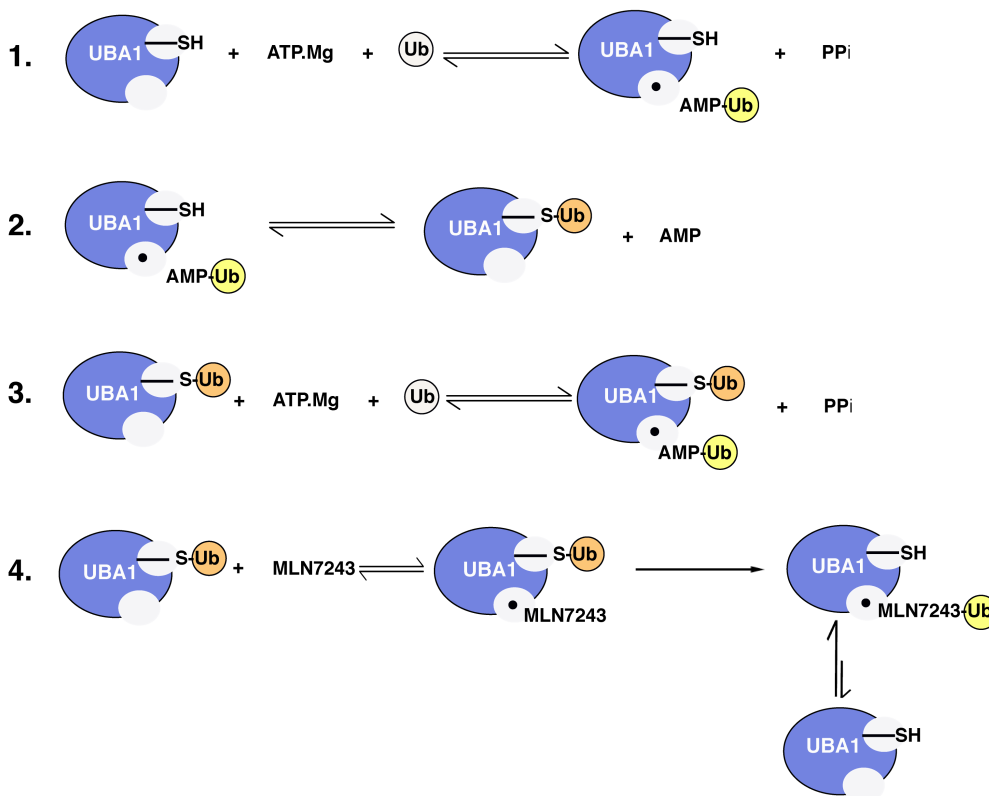 1. UBA1 SH + ATP.Mg + Ub UBA1 SH AMP-Ub + PPi
2. UBA1 SH AMP-Ub UBA1 S-Ub + AMP
3. UBA1 S-Ub + ATP.Mg + Ub UBA1 S-Ub AMP-Ub + PPi
4. UBA1 S-Ub + MLN7243 UBA1 S-Ub MLN7243 UBA1 SH MLN7243-Ub
UBA1 SH